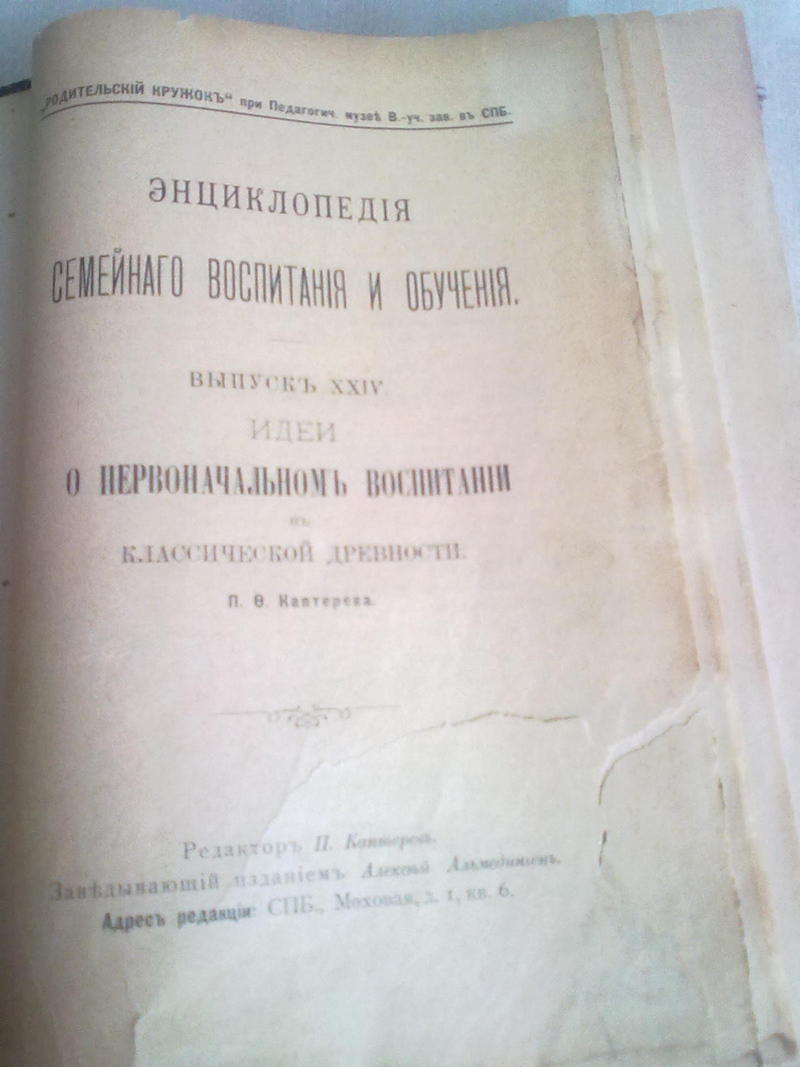 „РОДИТЕЛЬСКІЙ КРУЖОКЪ“ при Педагогич. музеѣ В.-уч. зав. въ СПБ.
ЭНЦИКЛОПЕДІЯ
СЕМЕЙНАГО ВОСПИТАНІЯ И ОБУЧЕНІЯ.
ВЫПУСКЪ XXIV.
ИДЕИ
О ПЕРВОНАЧАЛЬНОМЪ ВОСПИТАНІИ
въ
КЛАССИЧЕСКОЙ ДРЕВНОСТИ.
П. Ѳ. Каптерева.
Редакторъ П. Каптеревъ.
Завѣдывающій изданіемъ Алексѣй Альмедингенъ.
Адресъ редакціи: СПБ., Моховая, д. 1, кв. 6.